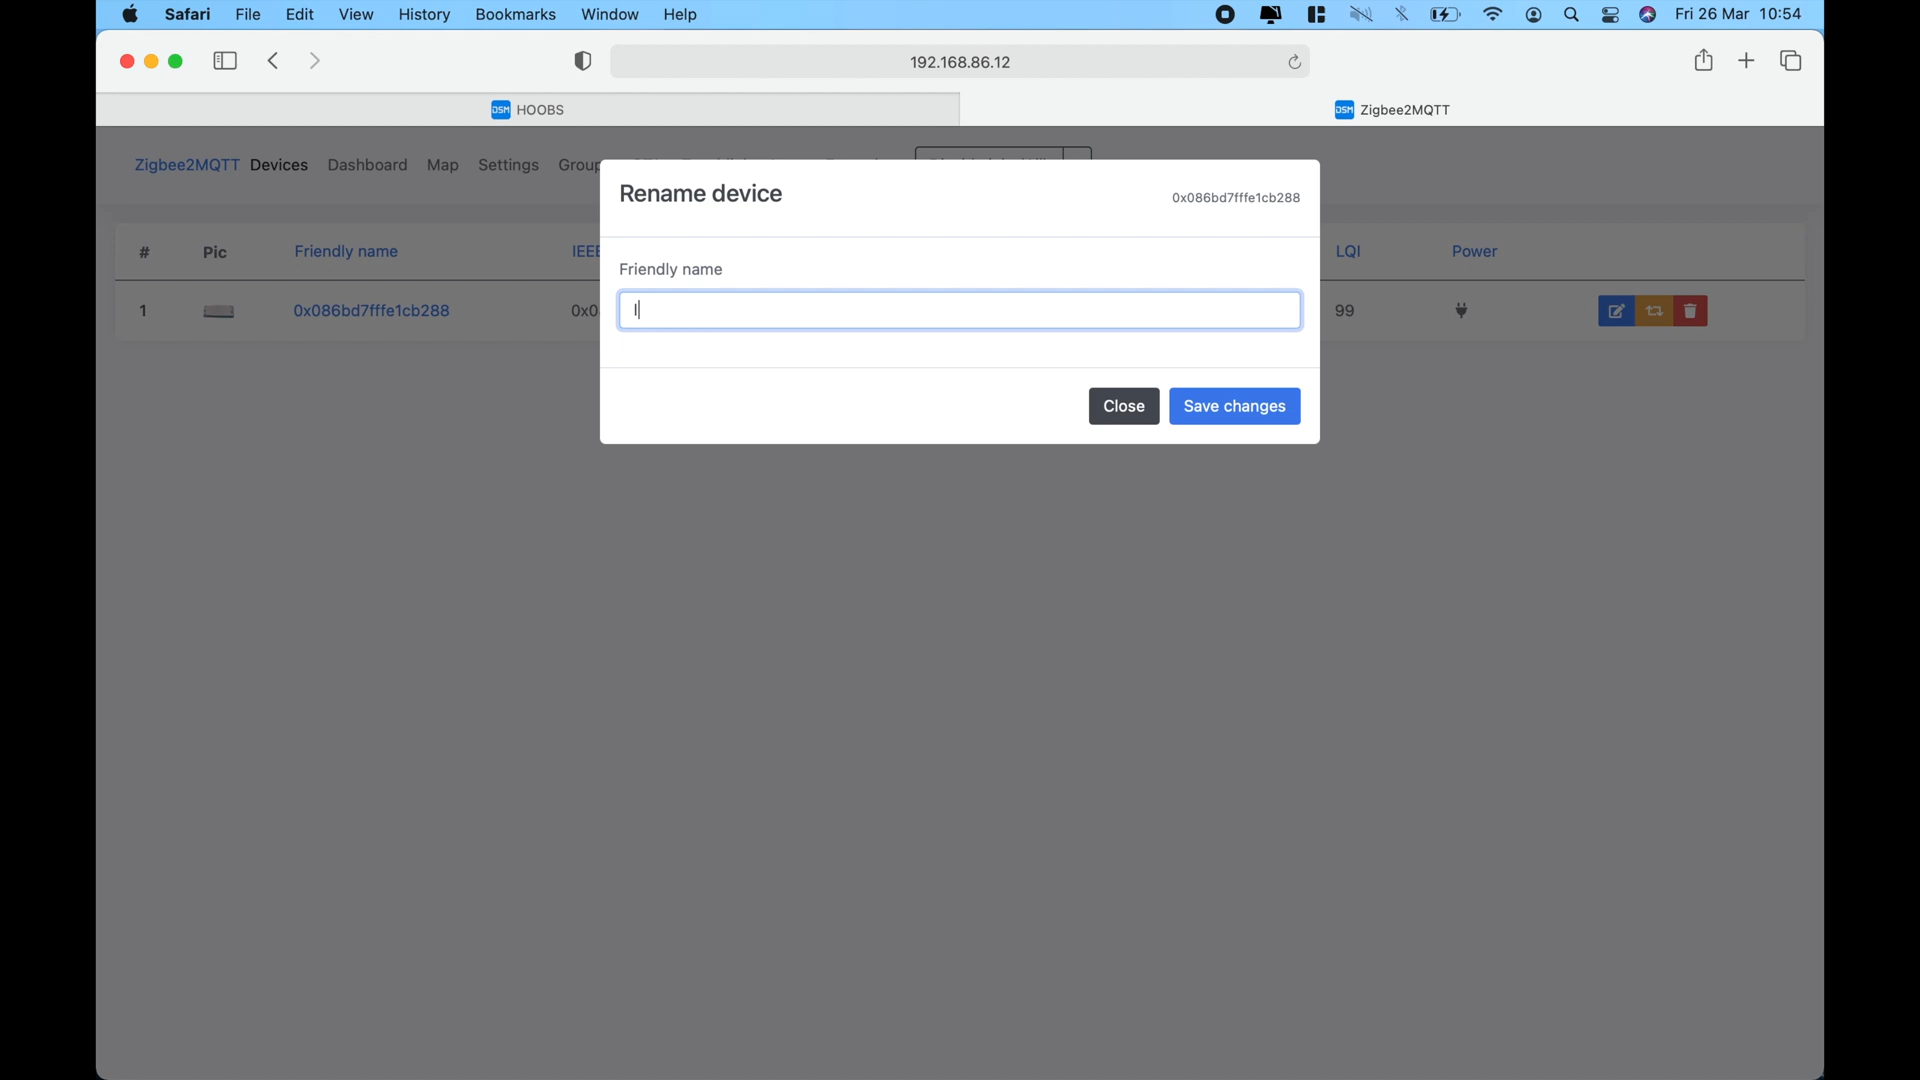 Safari File Edit View History Bookmarks Window Help Fri 26 Mar 10:54
192.168.86.12
DSM HOOBS
DSM Zigbee2MQTT
Zigbee2MQTT Devices Dashboard Map Settings Group
Rename device 0x086bd7fffe1cb288
# Pic Friendly name IEEE LQI Power
Friendly name
1 0x086bd7fffe1cb288 0x0 99
I
Close Save changes